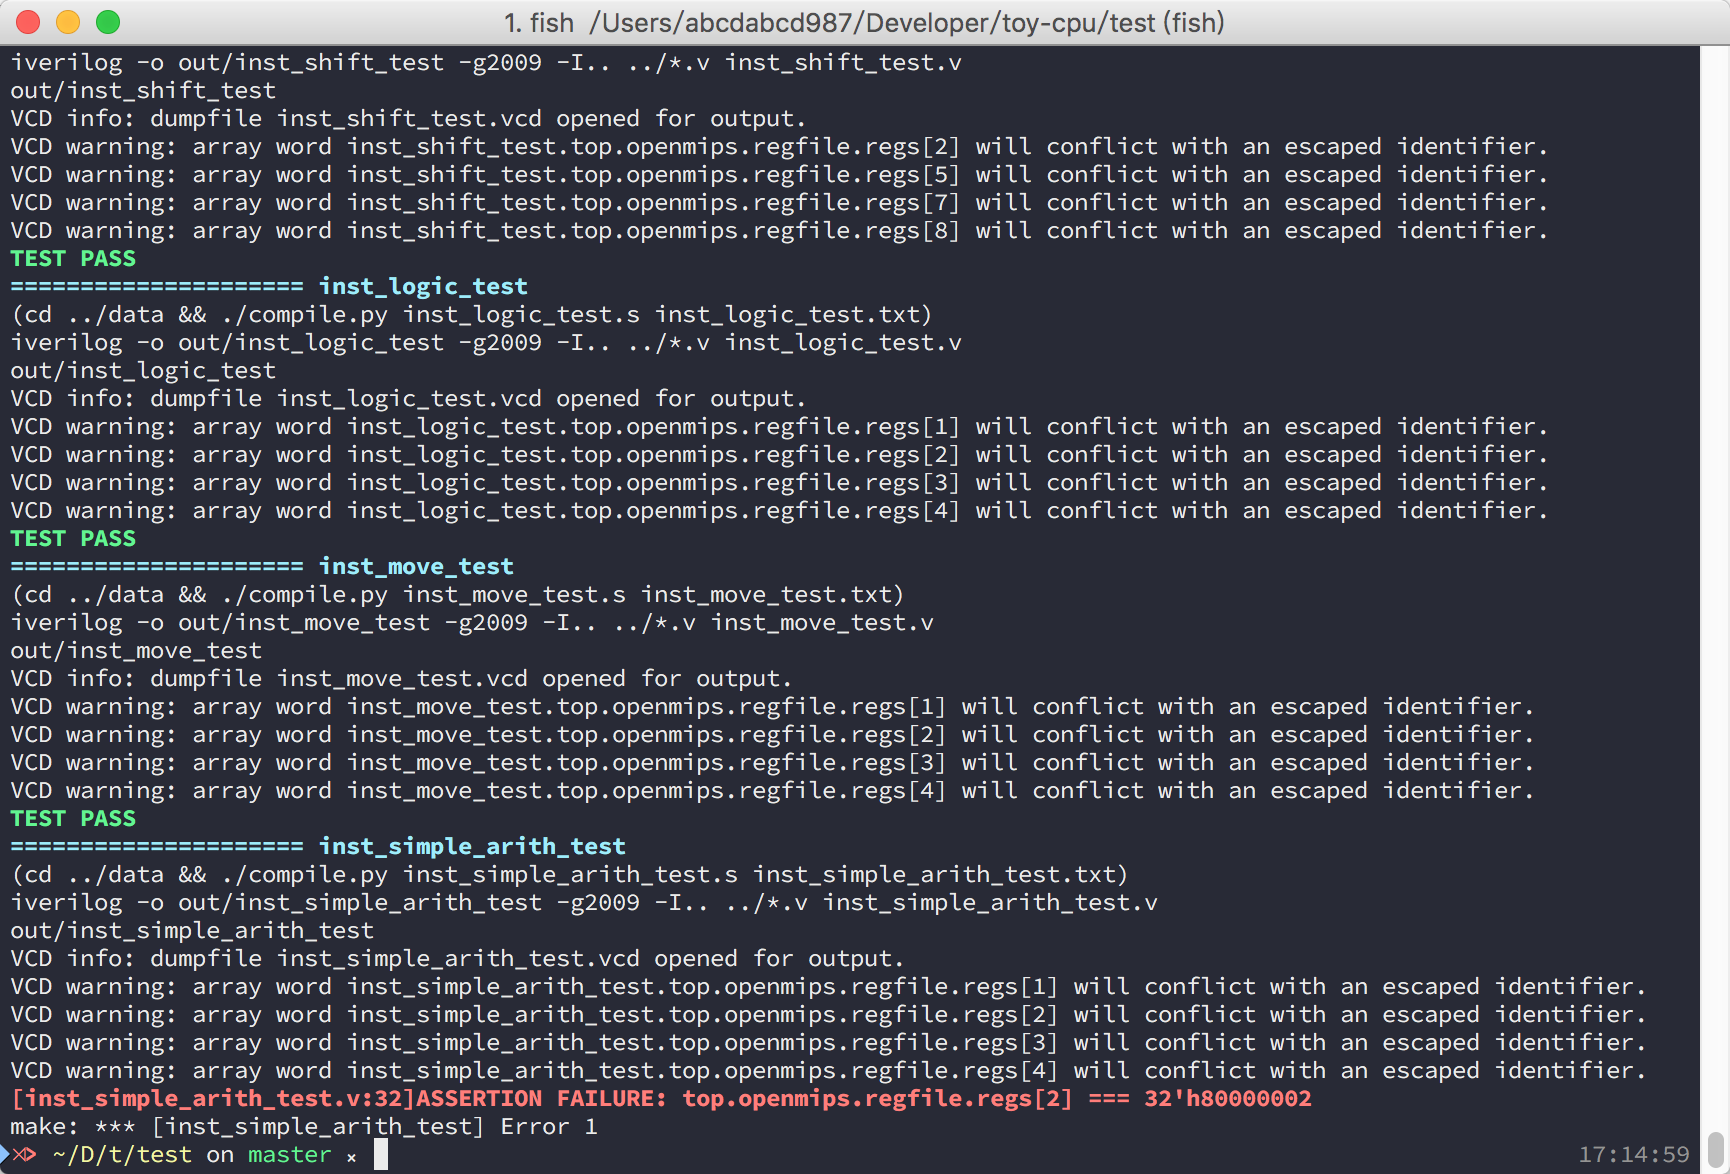 1. fish  /Users/abcdabcd987/Developer/toy-cpu/test (fish)
iverilog -o out/inst_shift_test -g2009 -I.. ../*.v inst_shift_test.v
out/inst_shift_test
VCD info: dumpfile inst_shift_test.vcd opened for output.
VCD warning: array word inst_shift_test.top.openmips.regfile.regs[2] will conflict with an escaped identifier.
VCD warning: array word inst_shift_test.top.openmips.regfile.regs[5] will conflict with an escaped identifier.
VCD warning: array word inst_shift_test.top.openmips.regfile.regs[7] will conflict with an escaped identifier.
VCD warning: array word inst_shift_test.top.openmips.regfile.regs[8] will conflict with an escaped identifier.
TEST PASS
===================== inst_logic_test
(cd ../data && ./compile.py inst_logic_test.s inst_logic_test.txt)
iverilog -o out/inst_logic_test -g2009 -I.. ../*.v inst_logic_test.v
out/inst_logic_test
VCD info: dumpfile inst_logic_test.vcd opened for output.
VCD warning: array word inst_logic_test.top.openmips.regfile.regs[1] will conflict with an escaped identifier.
VCD warning: array word inst_logic_test.top.openmips.regfile.regs[2] will conflict with an escaped identifier.
VCD warning: array word inst_logic_test.top.openmips.regfile.regs[3] will conflict with an escaped identifier.
VCD warning: array word inst_logic_test.top.openmips.regfile.regs[4] will conflict with an escaped identifier.
TEST PASS
===================== inst_move_test
(cd ../data && ./compile.py inst_move_test.s inst_move_test.txt)
iverilog -o out/inst_move_test -g2009 -I.. ../*.v inst_move_test.v
out/inst_move_test
VCD info: dumpfile inst_move_test.vcd opened for output.
VCD warning: array word inst_move_test.top.openmips.regfile.regs[1] will conflict with an escaped identifier.
VCD warning: array word inst_move_test.top.openmips.regfile.regs[2] will conflict with an escaped identifier.
VCD warning: array word inst_move_test.top.openmips.regfile.regs[3] will conflict with an escaped identifier.
VCD warning: array word inst_move_test.top.openmips.regfile.regs[4] will conflict with an escaped identifier.
TEST PASS
===================== inst_simple_arith_test
(cd ../data && ./compile.py inst_simple_arith_test.s inst_simple_arith_test.txt)
iverilog -o out/inst_simple_arith_test -g2009 -I.. ../*.v inst_simple_arith_test.v
out/inst_simple_arith_test
VCD info: dumpfile inst_simple_arith_test.vcd opened for output.
VCD warning: array word inst_simple_arith_test.top.openmips.regfile.regs[1] will conflict with an escaped identifier.
VCD warning: array word inst_simple_arith_test.top.openmips.regfile.regs[2] will conflict with an escaped identifier.
VCD warning: array word inst_simple_arith_test.top.openmips.regfile.regs[3] will conflict with an escaped identifier.
VCD warning: array word inst_simple_arith_test.top.openmips.regfile.regs[4] will conflict with an escaped identifier.
[inst_simple_arith_test.v:32]ASSERTION FAILURE: top.openmips.regfile.regs[2] === 32'h80000002
make: *** [inst_simple_arith_test] Error 1
~/D/t/test on master × 17:14:59